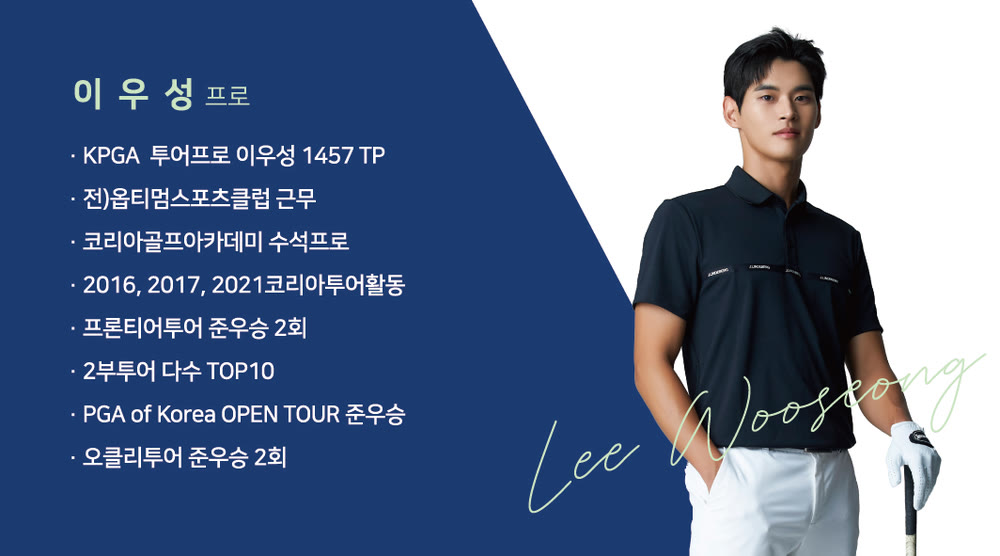 이우성 프로
· KPGA 투어프로 이우성 1457 TP
· 전)옵티멈스포츠클럽 근무
· 코리아골프아카데미 수석프로
· 2016, 2017, 2021코리아투어활동
· 프론티어투어 준우승 2회
· 2부투어 다수 TOP10
· PGA of Korea OPEN TOUR 준우승
· 오클리투어 준우승 2회
Lee Wooseong